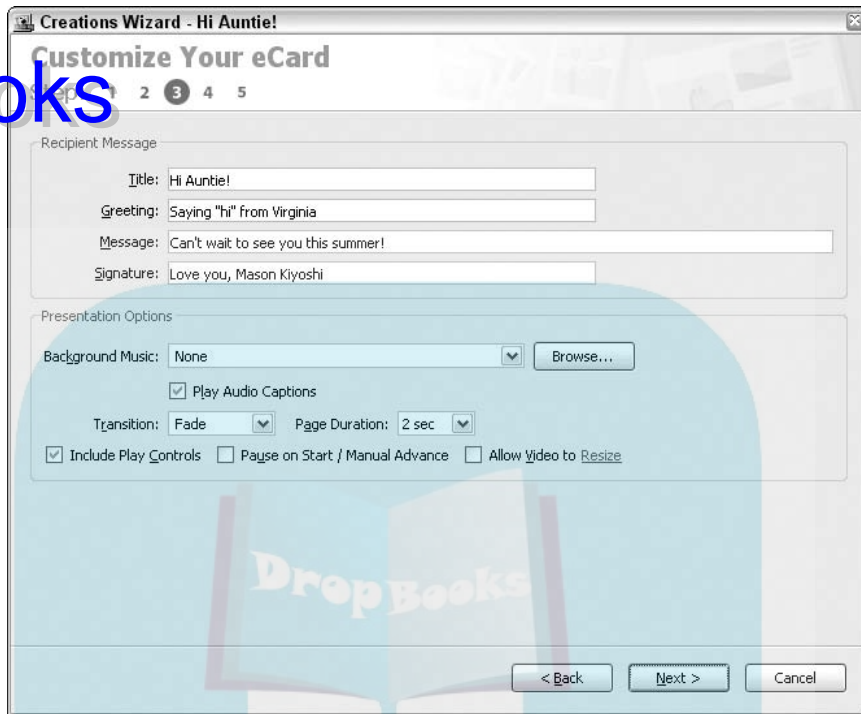 Creations Wizard - Hi Auntie!
Customize Your eCard
oks
Step 1 2 3 4 5
Recipient Message
Title: Hi Auntie!
Greeting: Saying "hi" from Virginia
Message: Can't wait to see you this summer!
Signature: Love you, Mason Kiyoshi
Presentation Options
Background Music: None Browse...
Play Audio Captions
Transition: Fade Page Duration: 2 sec
Include Play Controls Pause on Start / Manual Advance Allow Video to Resize
DropBooks
< Back Next > Cancel